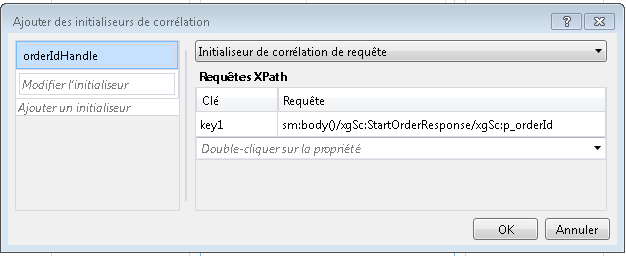 Ajouter des initialiseurs de corrélation
orderIdHandle
Modifier l'initialiseur
Ajouter un initialiseur
Initialiseur de corrélation de requête
Requêtes XPath
Clé Requête
key1 sm:body()/xgSc:StartOrderResponse/xgSc:p_orderId
Double-cliquer sur la propriété
OK Annuler